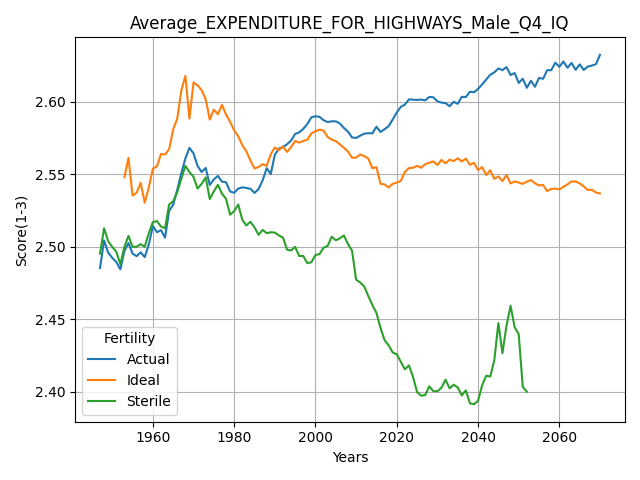 Average_EXPENDITURE_FOR_HIGHWAYS_Male_Q4_IQ
Score(1-3)
2.60
2.55
2.50
2.45
2.40
Fertility
Actual
Ideal
Sterile
1960 1980 2000 2020 2040 2060
Years